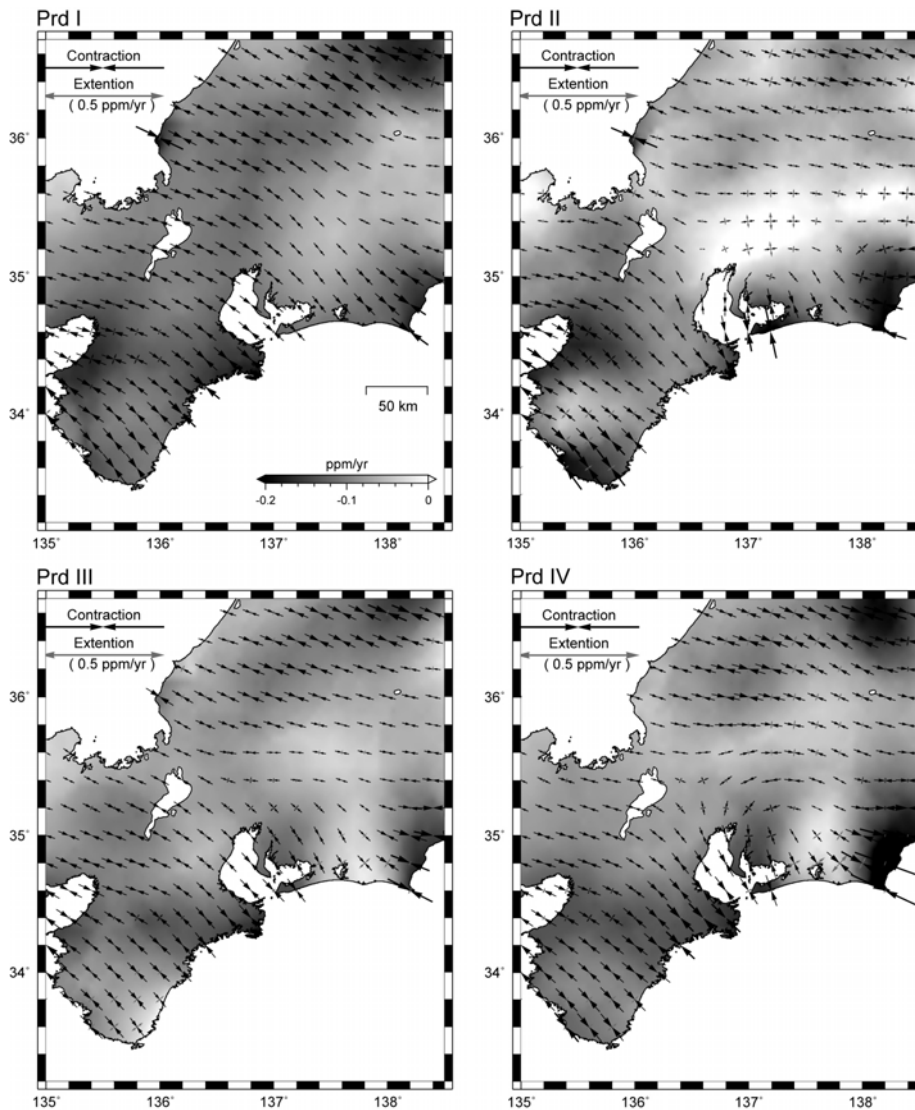 Prd I
Contraction
Extention
( 0.5 ppm/yr)
36°
35°
34°
50 km
ppm/yr
-0.2 -0.1 0
135° 136° 137° 138°
Prd II
Contraction
Extention
( 0.5 ppm/yr)
36°
35°
34°
135° 136° 137° 138°
Prd III
Contraction
Extention
( 0.5 ppm/yr)
36°
35°
34°
135° 136° 137° 138°
Prd IV
Contraction
Extention
( 0.5 ppm/yr)
36°
35°
34°
135° 136° 137° 138°